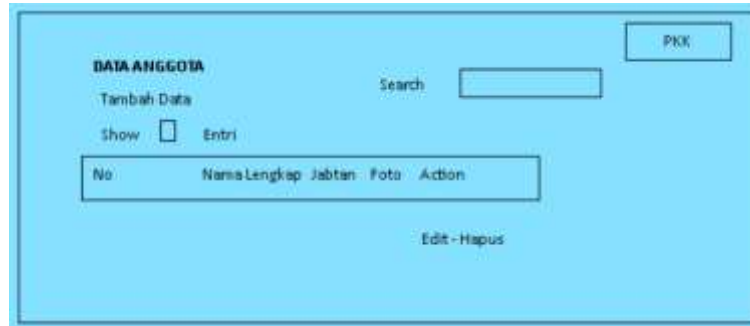 PKK
DATA ANGGOTA
Search
Tambah Data
Show Entri
No Nama Lengkap Jabtan Foto Action
Edit - Hapus